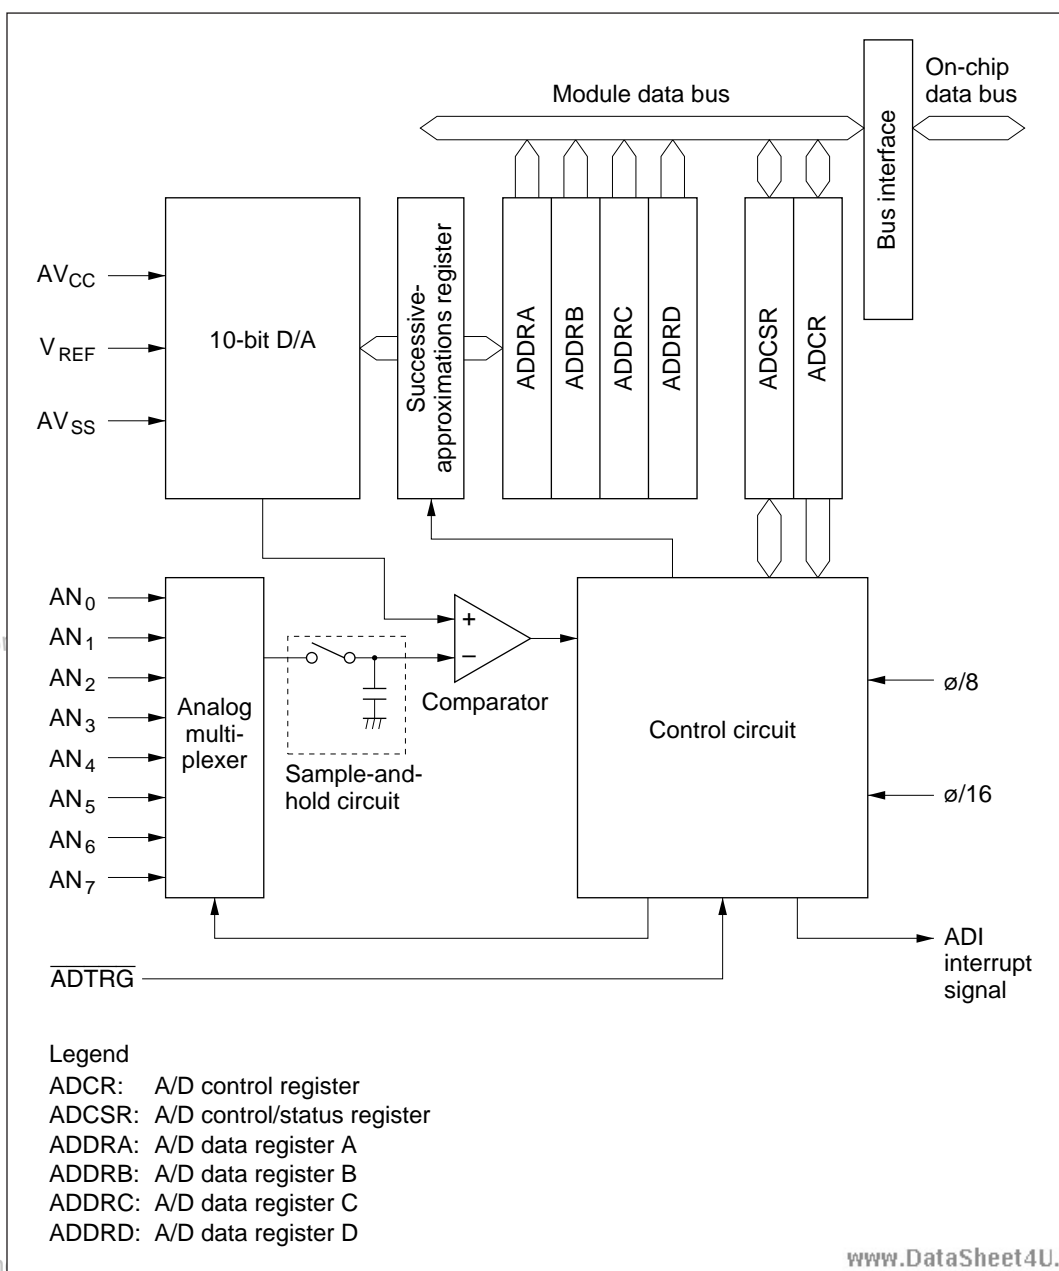 Module data bus
On-chip
data bus
Bus interface
AVCC
VREF
AVSS
10-bit D/A
Successive-
approximations register
ADDRA
ADDRB
ADDRC
ADDRD
ADCSR
ADCR
AN0
AN1
AN2
AN3
AN4
AN5
AN6
AN7
Analog
multi-
plexer
Sample-and-
hold circuit
+
−
Comparator
Control circuit
ø/8
ø/16
ADTRG
ADI
interrupt
signal
Legend
ADCR: A/D control register
ADCSR: A/D control/status register
ADDRA: A/D data register A
ADDRB: A/D data register B
ADDRC: A/D data register C
ADDRD: A/D data register D
www.DataSheet4U.